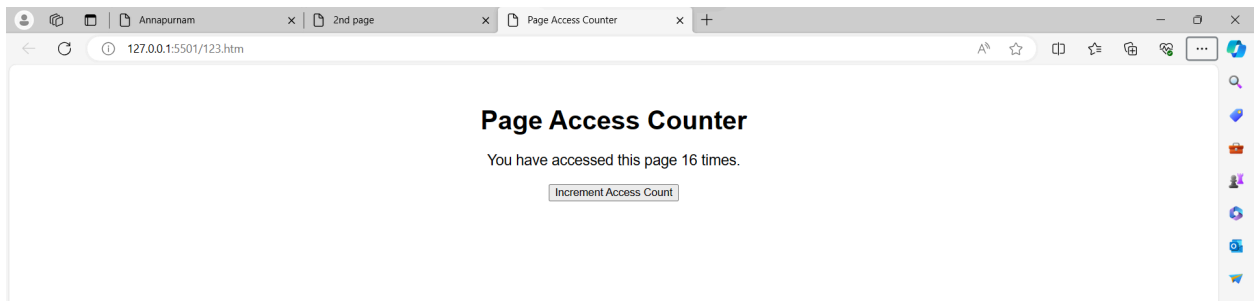 Annapurnam
2nd page
Page Access Counter
127.0.0.1:5501/123.htm
Page Access Counter
You have accessed this page 16 times.
Increment Access Count